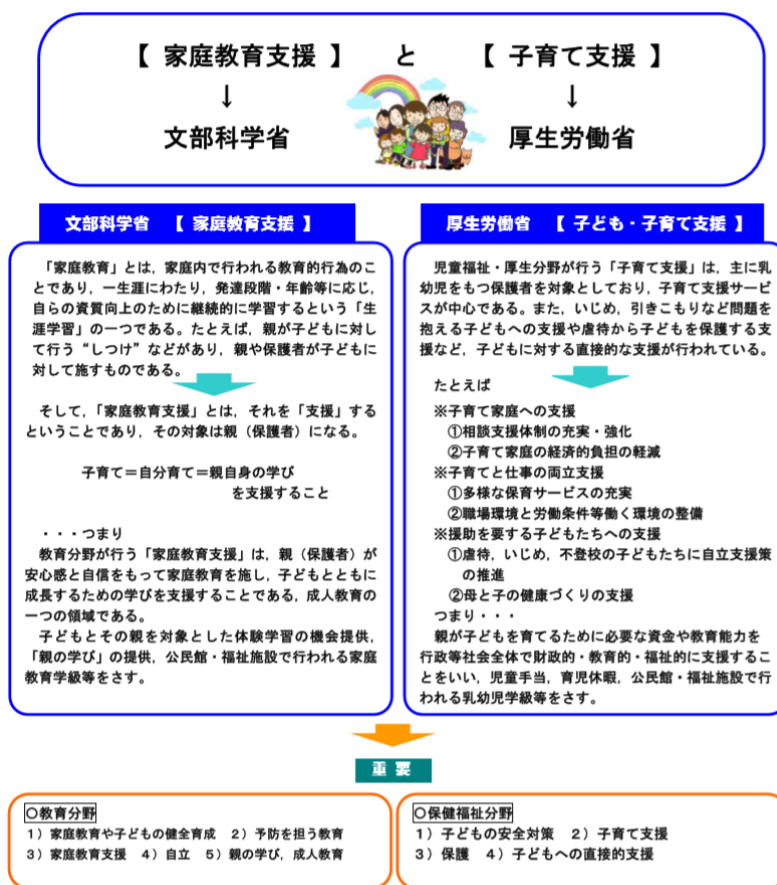 【 家庭教育支援 】 と 【 子育て支援 】
↓ ↓
文部科学省 厚生労働省
文部科学省 【 家庭教育支援 】
「家庭教育」とは，家庭内で行われる教育的行為のこ
とであり，一生涯にわたり，発達段階・年齢等に応じ，
自らの資質向上のために継続的に学習するという「生
涯学習」の一つである。たとえば，親が子どもに対し
て行う“しつけ”などがあり，親や保護者が子どもに
対して施すものである。
そして，「家庭教育支援」とは，それを「支援」する
ということであり，その対象は親（保護者）になる。
子育て＝自分育て＝親自身の学び
を支援すること
・・・つまり
教育分野が行う「家庭教育支援」は，親（保護者）が
安心感と自信をもって家庭教育を施し，子どもとともに
成長するための学びを支援することである，成人教育の
一つの領域である。
子どもとその親を対象とした体験学習の機会提供，
「親の学び」の提供，公民館・福祉施設で行われる家庭
教育学級等をさす。
厚生労働省 【 子ども・子育て支援 】
児童福祉・厚生分野が行う「子育て支援」は，主に乳
幼児をもつ保護者を対象としており，子育て支援サービ
スが中心である。また，いじめ，引きこもりなど問題を
抱える子どもへの支援や虐待から子どもを保護する支
援など，子どもに対する直接的な支援が行われている。
たとえば
※子育て家庭への支援
①相談支援体制の充実・強化
②子育て家庭の経済的負担の軽減
※子育てと仕事の両立支援
①多様な保育サービスの充実
②職場環境と労働条件等働く環境の整備
※援助を要する子どもたちへの支援
①虐待，いじめ，不登校の子どもたちに自立支援策
の推進
②母と子の健康づくりの支援
つまり・・・
親が子どもを育てるために必要な資金や教育能力を
行政等社会全体で財政的・教育的・福祉的に支援するこ
とをいい，児童手当，育児休暇，公民館・福祉施設で行
われる乳幼児学級等をさす。
重 要
○教育分野
1）家庭教育や子どもの健全育成 2）予防を担う教育
3）家庭教育支援 4）自立 5）親の学び，成人教育
○保健福祉分野
1）子どもの安全対策 2）子育て支援
3）保護 4）子どもへの直接的支援